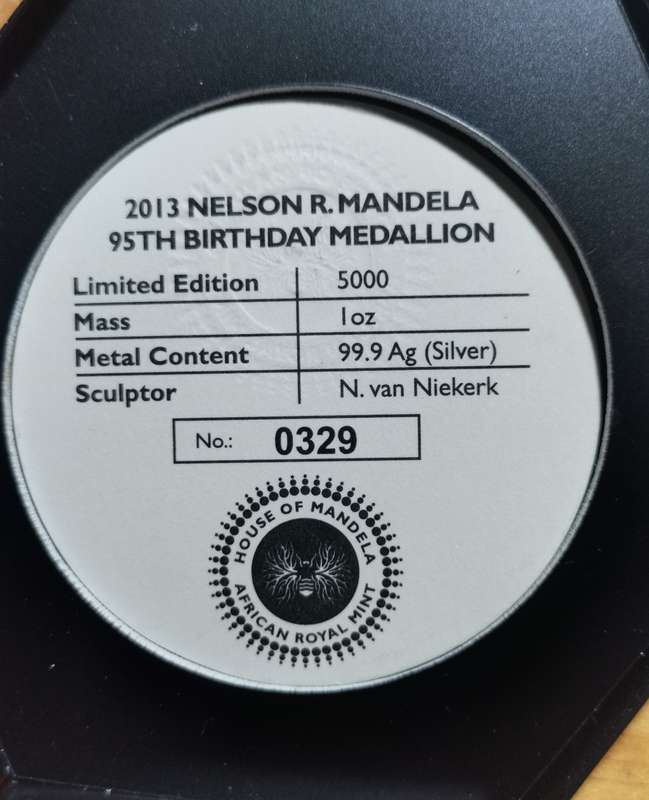 2013 NELSON R. MANDELA
95TH BIRTHDAY MEDALLION
Limited Edition 5000
Mass 1oz
Metal Content 99.9 Ag (Silver)
Sculptor N. van Niekerk
No.: 0329
HOUSE OF MANDELA
AFRICAN ROYAL MINT